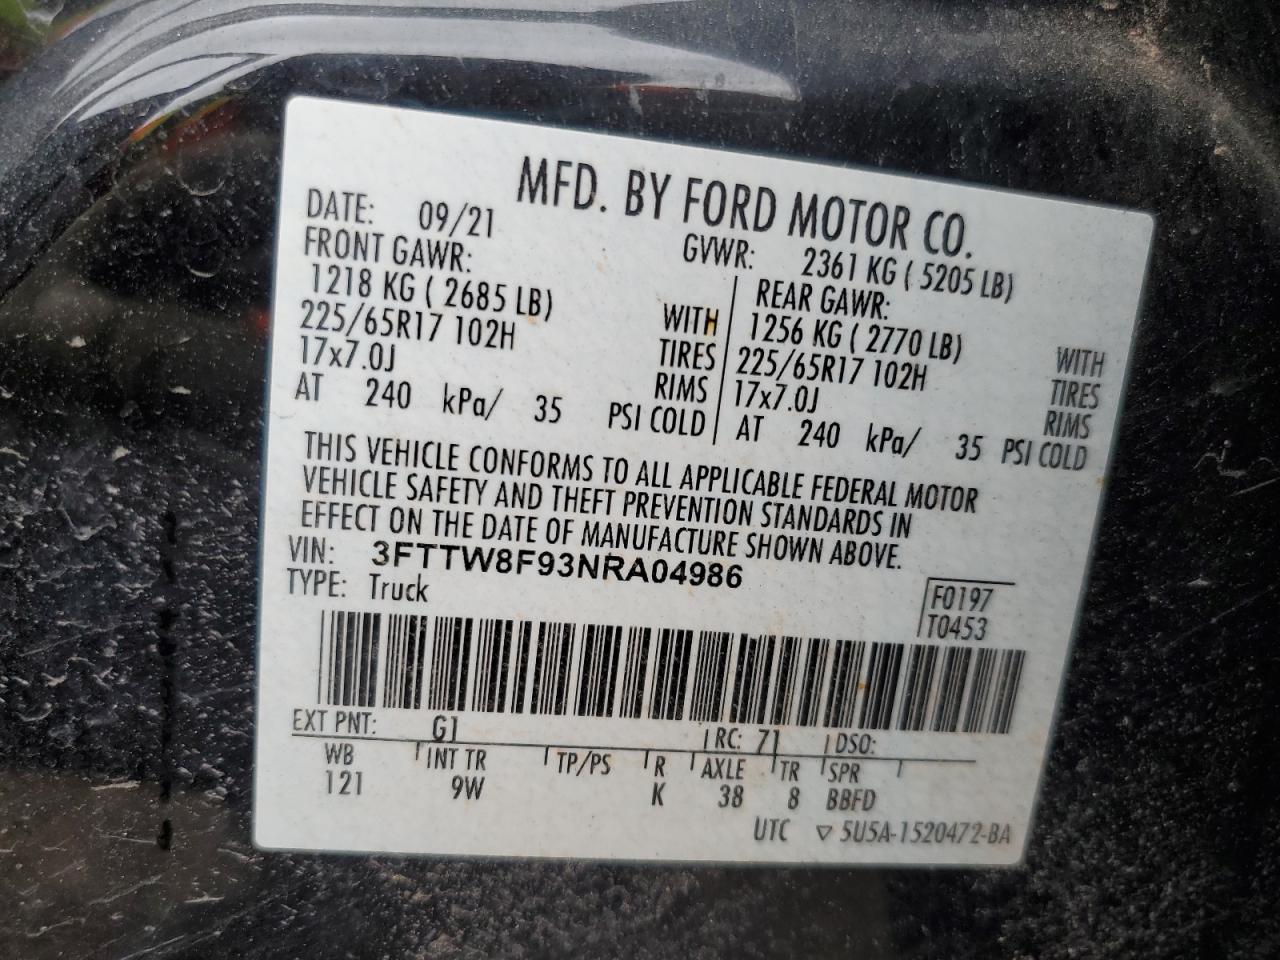 MFD. BY FORD MOTOR CO.
DATE: 09/21 GVWR: 2361 KG ( 5205 LB)
FRONT GAWR: REAR GAWR:
1218 KG ( 2685 LB) WITH 1256 KG ( 2770 LB) WITH
225/65R17 102H TIRES 225/65R17 102H TIRES
17x7.0J RIMS 17x7.0J RIMS
AT 240 kPa/ 35 PSI COLD AT 240 kPa/ 35 PSI COLD
THIS VEHICLE CONFORMS TO ALL APPLICABLE FEDERAL MOTOR
VEHICLE SAFETY AND THEFT PREVENTION STANDARDS IN
EFFECT ON THE DATE OF MANUFACTURE SHOWN ABOVE.
VIN: 3FTTW8F93NRA04986
TYPE: Truck F0197
T0453
EXT PNT: G1 RC: 71 DSO:
WB INT TR TP/PS R AXLE TR SPR
121 9W K 38 8 BBFD
UTC ▽ 5U5A-1520472-BA